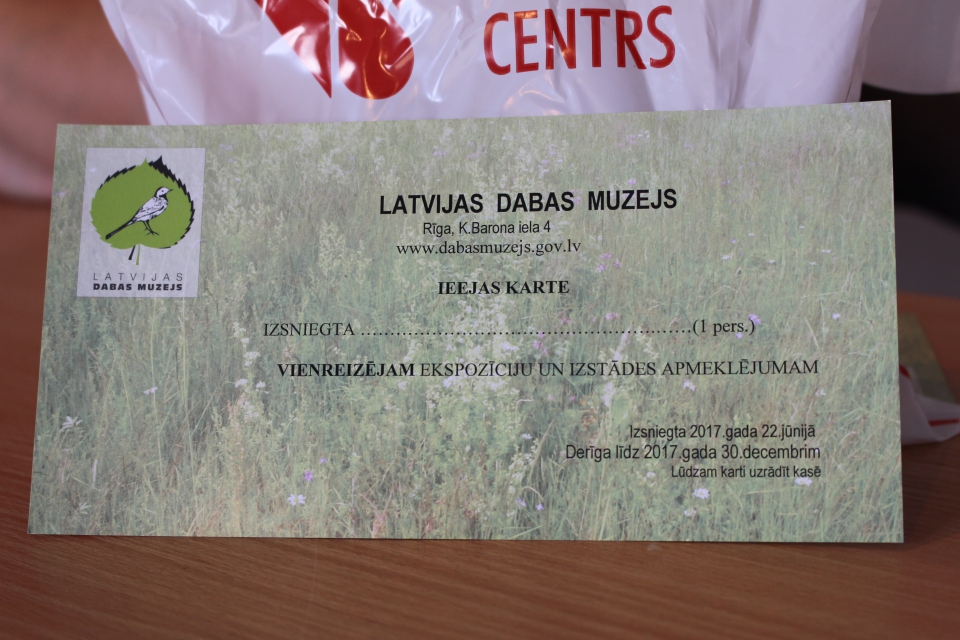 CENTRS
LATVIJAS
DABAS MUZEJS
LATVIJAS DABAS MUZEJS
Rīga, K.Barona iela 4
www.dabasmuzejs.gov.lv
IEEJAS KARTE
IZSNIEGTA ………………………………………………….(1 pers.)
VIENREIZĒJAM EKSPOZĪCIJU UN IZSTĀDES APMEKLĒJUMAM
Izsniegta 2017.gada 22.jūnijā
Derīga līdz 2017.gada 30.decembrim
Lūdzam karti uzrādīt kasē